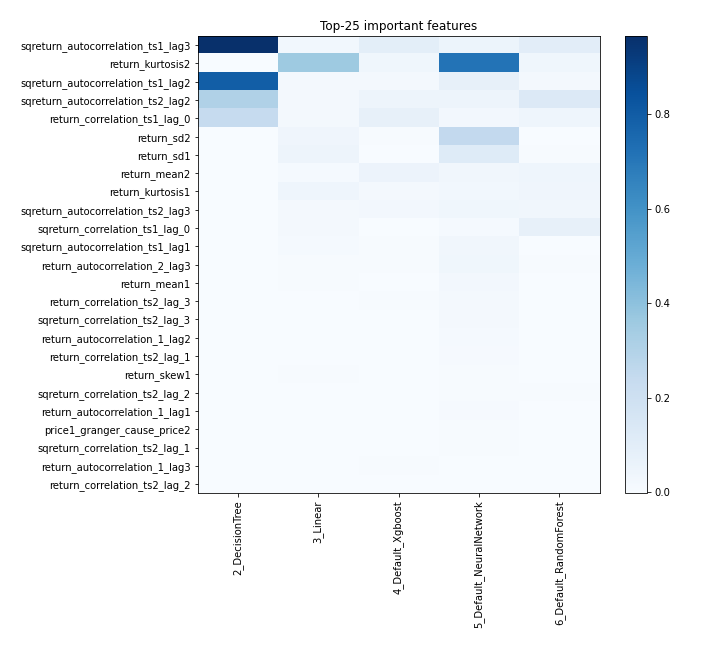 Top-25 important features
sqreturn_autocorrelation_ts1_lag3
return_kurtosis2
sqreturn_autocorrelation_ts1_lag2
sqreturn_autocorrelation_ts2_lag2
return_correlation_ts1_lag_0
return_sd2
return_sd1
return_mean2
return_kurtosis1
sqreturn_autocorrelation_ts2_lag3
sqreturn_correlation_ts1_lag_0
sqreturn_autocorrelation_ts1_lag1
return_autocorrelation_2_lag3
return_mean1
return_correlation_ts2_lag_3
sqreturn_correlation_ts2_lag_3
return_autocorrelation_1_lag2
return_correlation_ts2_lag_1
return_skew1
sqreturn_correlation_ts2_lag_2
return_autocorrelation_1_lag1
price1_granger_cause_price2
sqreturn_correlation_ts2_lag_1
return_autocorrelation_1_lag3
return_correlation_ts2_lag_2
2_DecisionTree
3_Linear
4_Default_Xgboost
5_Default_NeuralNetwork
6_Default_RandomForest
0.8
0.6
0.4
0.2
0.0